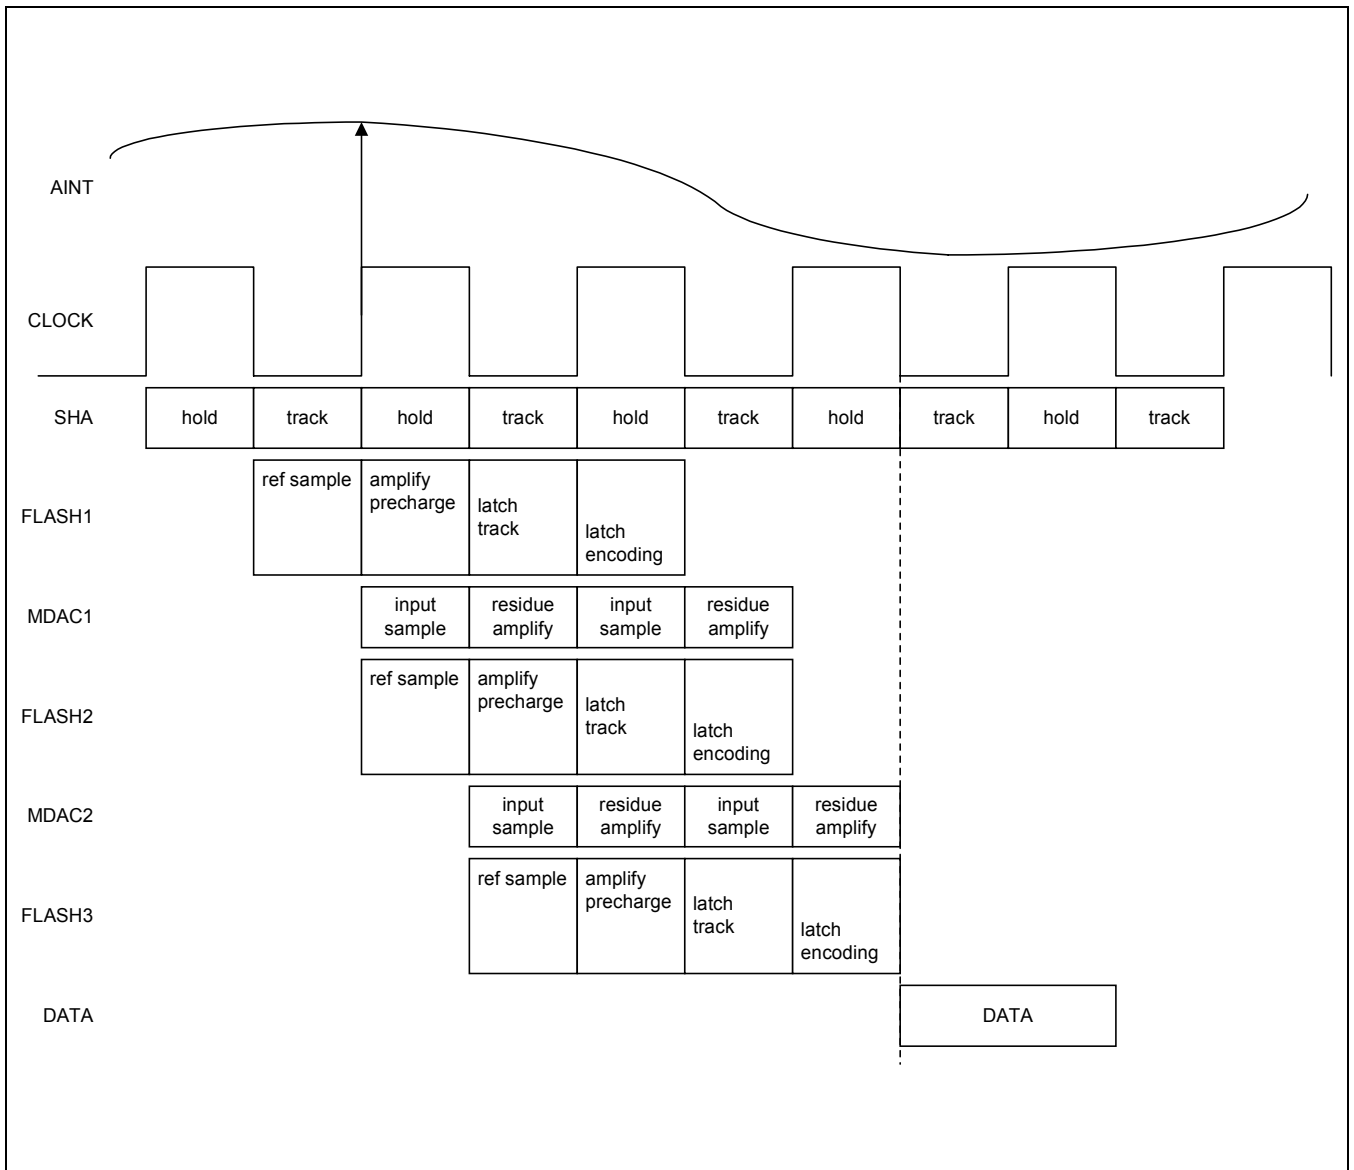 AINT
CLOCK
SHA
hold
track
hold
track
hold
track
hold
track
hold
track
FLASH1
ref sample
amplify
precharge
latch
track
latch
encoding
MDAC1
input
sample
residue
amplify
input
sample
residue
amplify
FLASH2
ref sample
amplify
precharge
latch
track
latch
encoding
MDAC2
input
sample
residue
amplify
input
sample
residue
amplify
FLASH3
ref sample
amplify
precharge
latch
track
latch
encoding
DATA
DATA